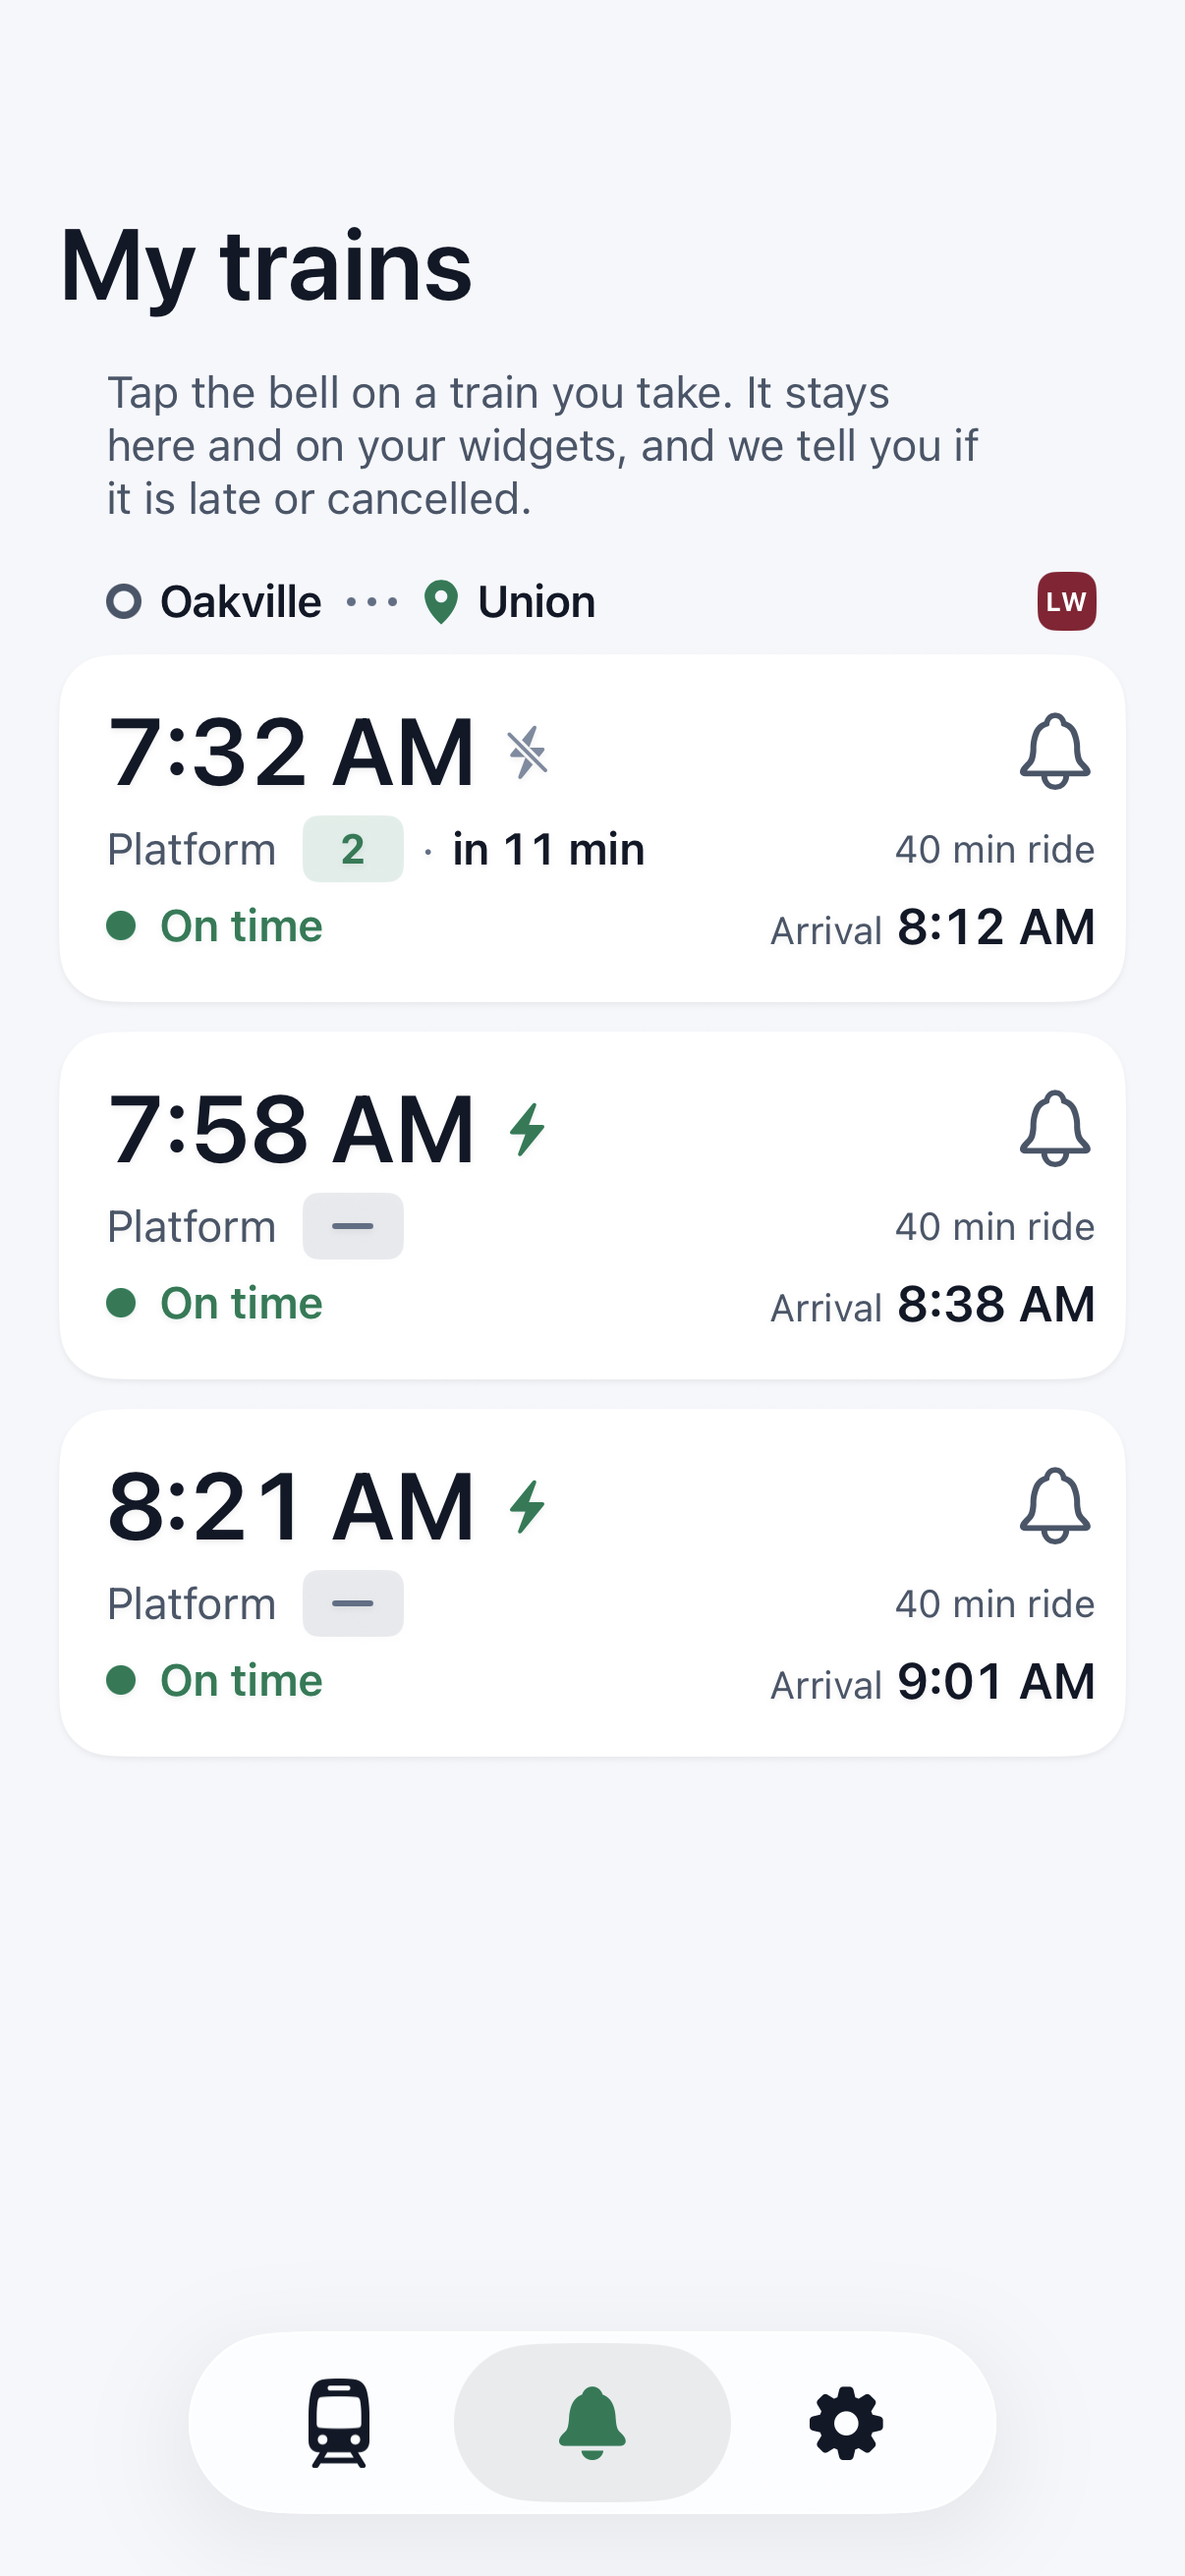 My trains
Tap the bell on a train you take. It stays
here and on your widgets, and we tell you if
it is late or cancelled.
Oakville ••• Union LW
7:32 AM
Platform 2 · in 11 min 40 min ride
On time Arrival 8:12 AM
7:58 AM
Platform — 40 min ride
On time Arrival 8:38 AM
8:21 AM
Platform — 40 min ride
On time Arrival 9:01 AM